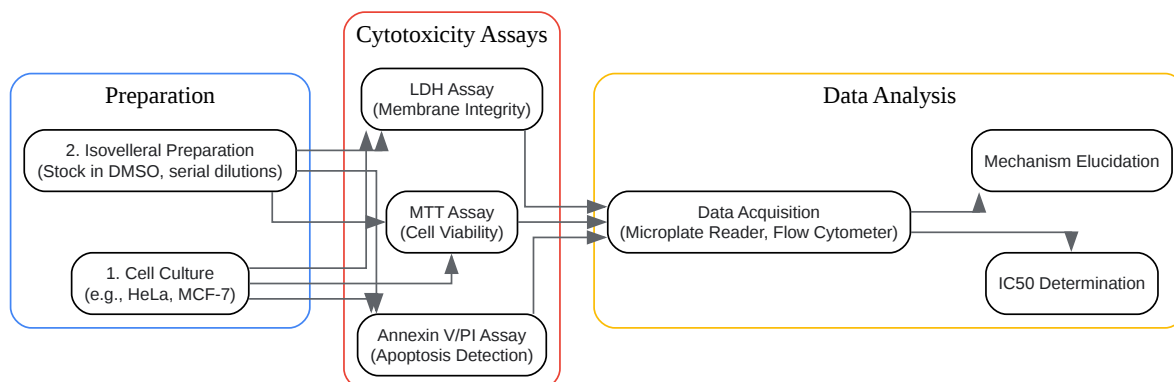 Preparation
2. Isovelleral Preparation
(Stock in DMSO, serial dilutions)
1. Cell Culture
(e.g., HeLa, MCF-7)
Cytotoxicity Assays
LDH Assay
(Membrane Integrity)
MTT Assay
(Cell Viability)
Annexin V/PI Assay
(Apoptosis Detection)
Data Analysis
Data Acquisition
(Microplate Reader, Flow Cytometer)
Mechanism Elucidation
IC50 Determination